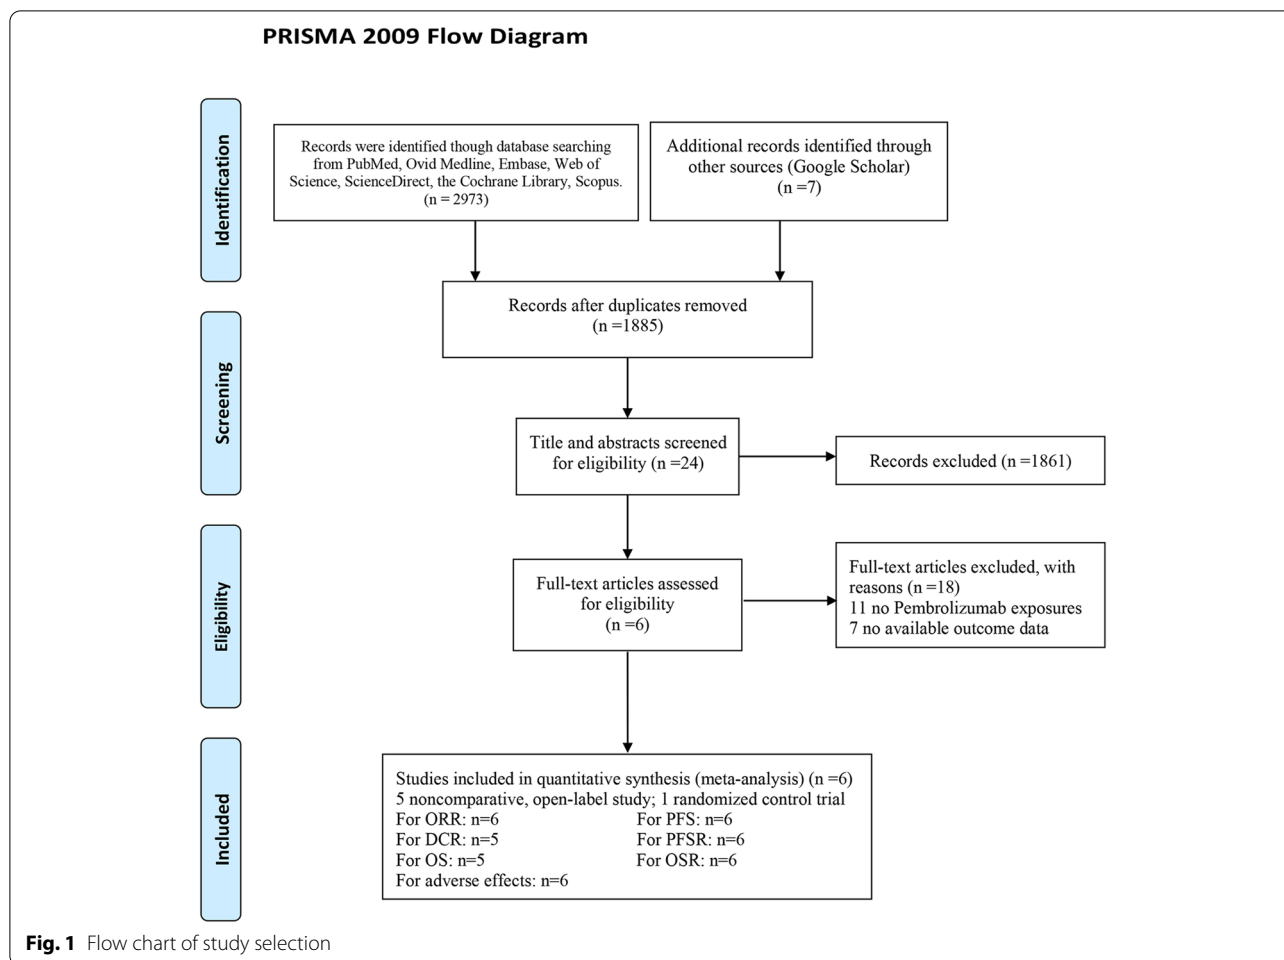 PRISMA 2009 Flow Diagram
Identification
Records were identified though database searching
from PubMed, Ovid Medline, Embase, Web of
Science, ScienceDirect, the Cochrane Library, Scopus.
(n = 2973)
Additional records identified through
other sources (Google Scholar)
(n =7)
Records after duplicates removed
(n =1885)
Screening
Title and abstracts screened
for eligibility (n =24)
Records excluded (n =1861)
Eligibility
Full-text articles assessed
for eligibility
(n =6)
Full-text articles excluded, with
reasons (n =18)
11 no Pembrolizumab exposures
7 no available outcome data
Included
Studies included in quantitative synthesis (meta-analysis) (n =6)
5 noncomparative, open-label study; 1 randomized control trial
For ORR: n=6 For PFS: n=6
For DCR: n=5 For PFSR: n=6
For OS: n=5 For OSR: n=6
For adverse effects: n=6
Fig. 1 Flow chart of study selection